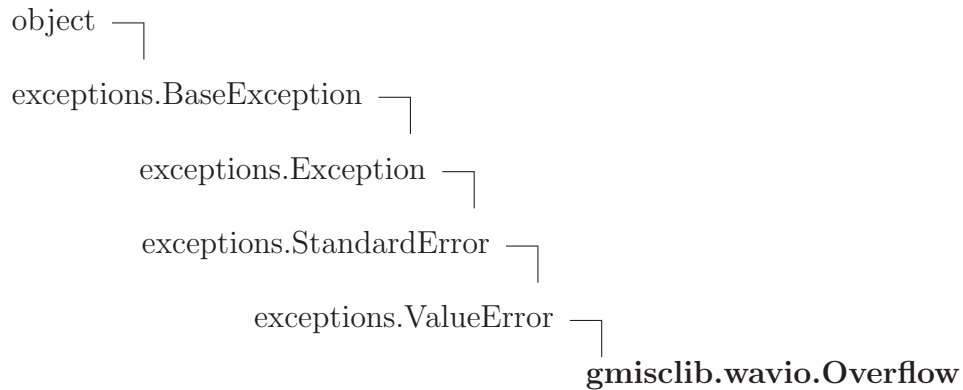 object
exceptions.BaseException
exceptions.Exception
exceptions.StandardError
exceptions.ValueError
gmisclib.wavio.Overflow